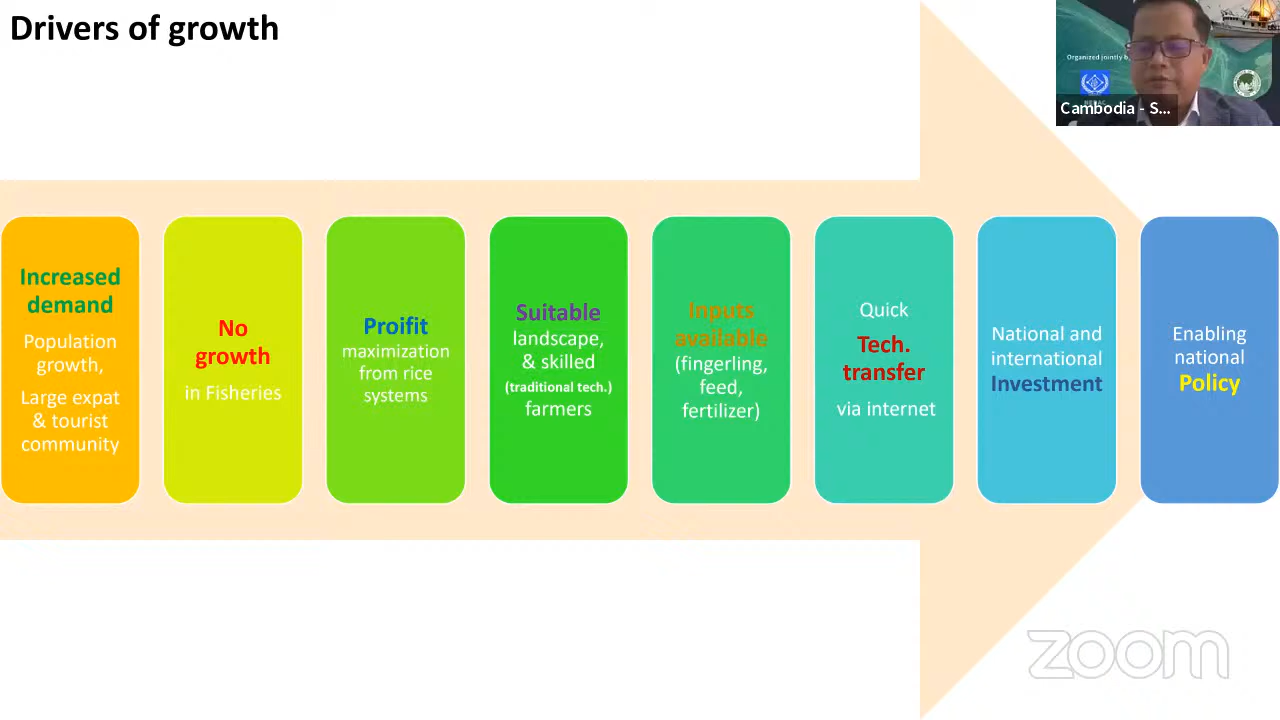 Drivers of growth
Organized jointly b
Cambodia - S...
Increased
demand
Population
growth,
Large expat
& tourist
community
No
growth
in Fisheries
Proifit
maximization
from rice
systems
Suitable
landscape,
& skilled
(traditional tech.)
farmers
Inputs
available
(fingerling,
feed,
fertilizer)
Quick
Tech.
transfer
via internet
National and
international
Investment
Enabling
national
Policy
zoom